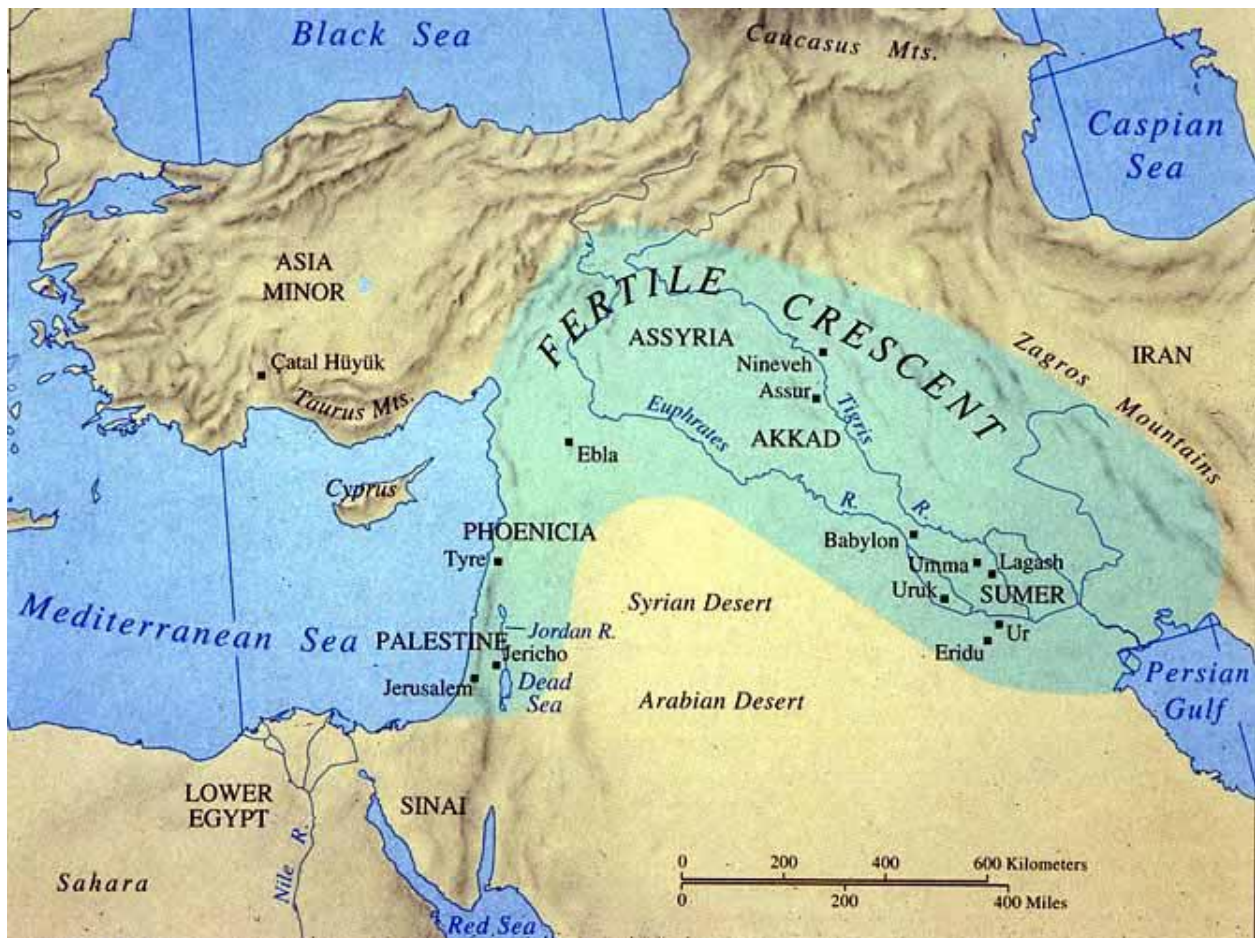 Black Sea
Caucasus Mts.
Caspian
Sea
ASIA
MINOR
FERTILE CRESCENT
ASSYRIA
Nineveh
Assur
Zagros Mountains
IRAN
Çatal Hüyük
Taurus Mts.
Euphrates R.
Tigris R.
AKKAD
Ebla
Cyprus
PHOENICIA
Tyre
Babylon
Umma
Lagash
Uruk
SUMER
Ur
Eridu
Syrian Desert
Mediterranean Sea
PALESTINE
Jordan R.
Jericho
Jerusalem
Dead
Sea
Arabian Desert
Persian
Gulf
LOWER
EGYPT
SINAI
Nile R.
Sahara
Red Sea
0 200 400 600 Kilometers
0 200 400 Miles